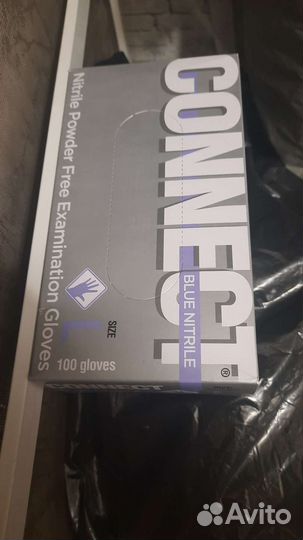 CONNECT®
BLUE NITRILE
Nitrile Powder Free Examination Gloves
SIZE
L
100 gloves
CONNECT
Avito